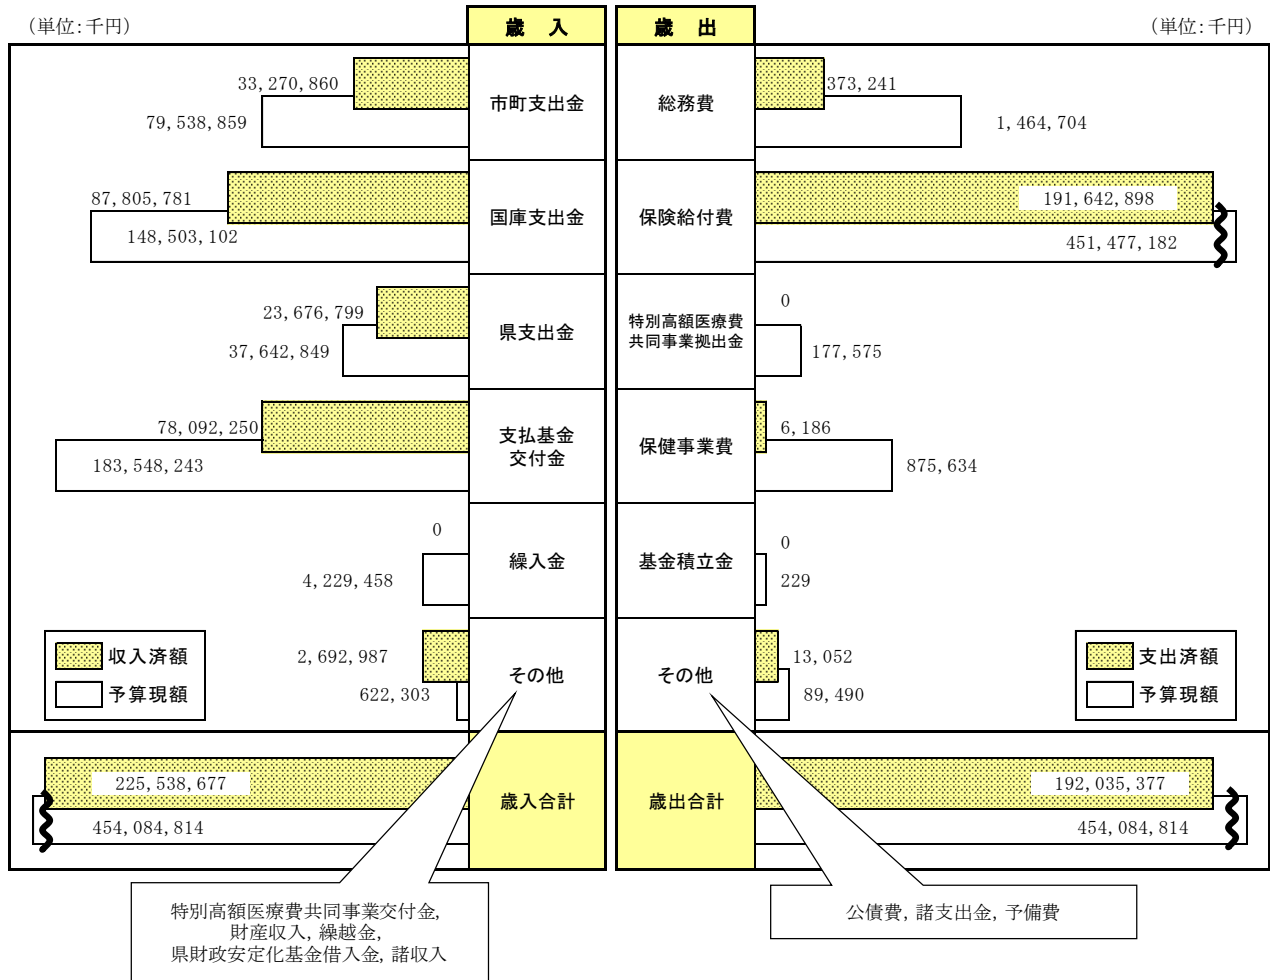 (単位:千円)
歳　入
歳　出
(単位:千円)
33,270,860
79,538,859
市町支出金
総務費
373,241
1,464,704
87,805,781
148,503,102
国庫支出金
保険給付費
191,642,898
451,477,182
23,676,799
37,642,849
県支出金
特別高額医療費
共同事業拠出金
0
177,575
78,092,250
183,548,243
支払基金
交付金
保健事業費
6,186
875,634
0
4,229,458
繰入金
基金積立金
0
229
収入済額
予算現額
2,692,987
622,303
その他
その他
13,052
89,490
支出済額
予算現額
225,538,677
454,084,814
歳入合計
歳出合計
192,035,377
454,084,814
特別高額医療費共同事業交付金,
財産収入, 繰越金,
県財政安定化基金借入金, 諸収入
公債費, 諸支出金, 予備費